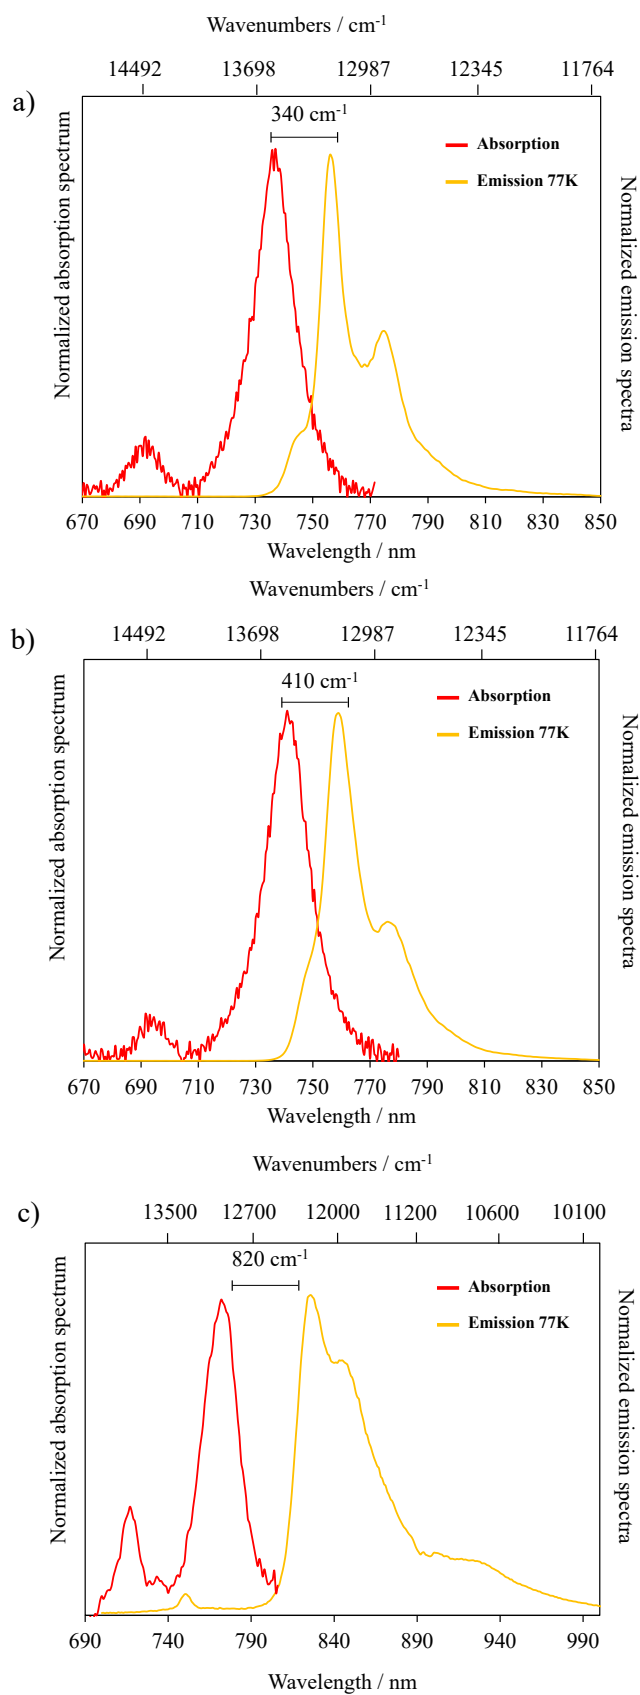 Wavenumbers / cm-1
14492 13698 12987 12345 11764
a)
340 cm-1
Absorption
Emission 77K
Normalized absorption spectrum
Normalized emission spectra
670 690 710 730 750 770 790 810 830 850
Wavelength / nm
Wavenumbers / cm-1
b)
14492 13698 12987 12345 11764
410 cm-1
Absorption
Emission 77K
Normalized absorption spectrum
Normalized emission spectra
670 690 710 730 750 770 790 810 830 850
Wavelength / nm
Wavenumbers / cm-1
c)
13500 12700 12000 11200 10600 10100
820 cm-1
Absorption
Emission 77K
Normalized absorption spectrum
Normalized emission spectra
690 740 790 840 890 940 990
Wavelength / nm